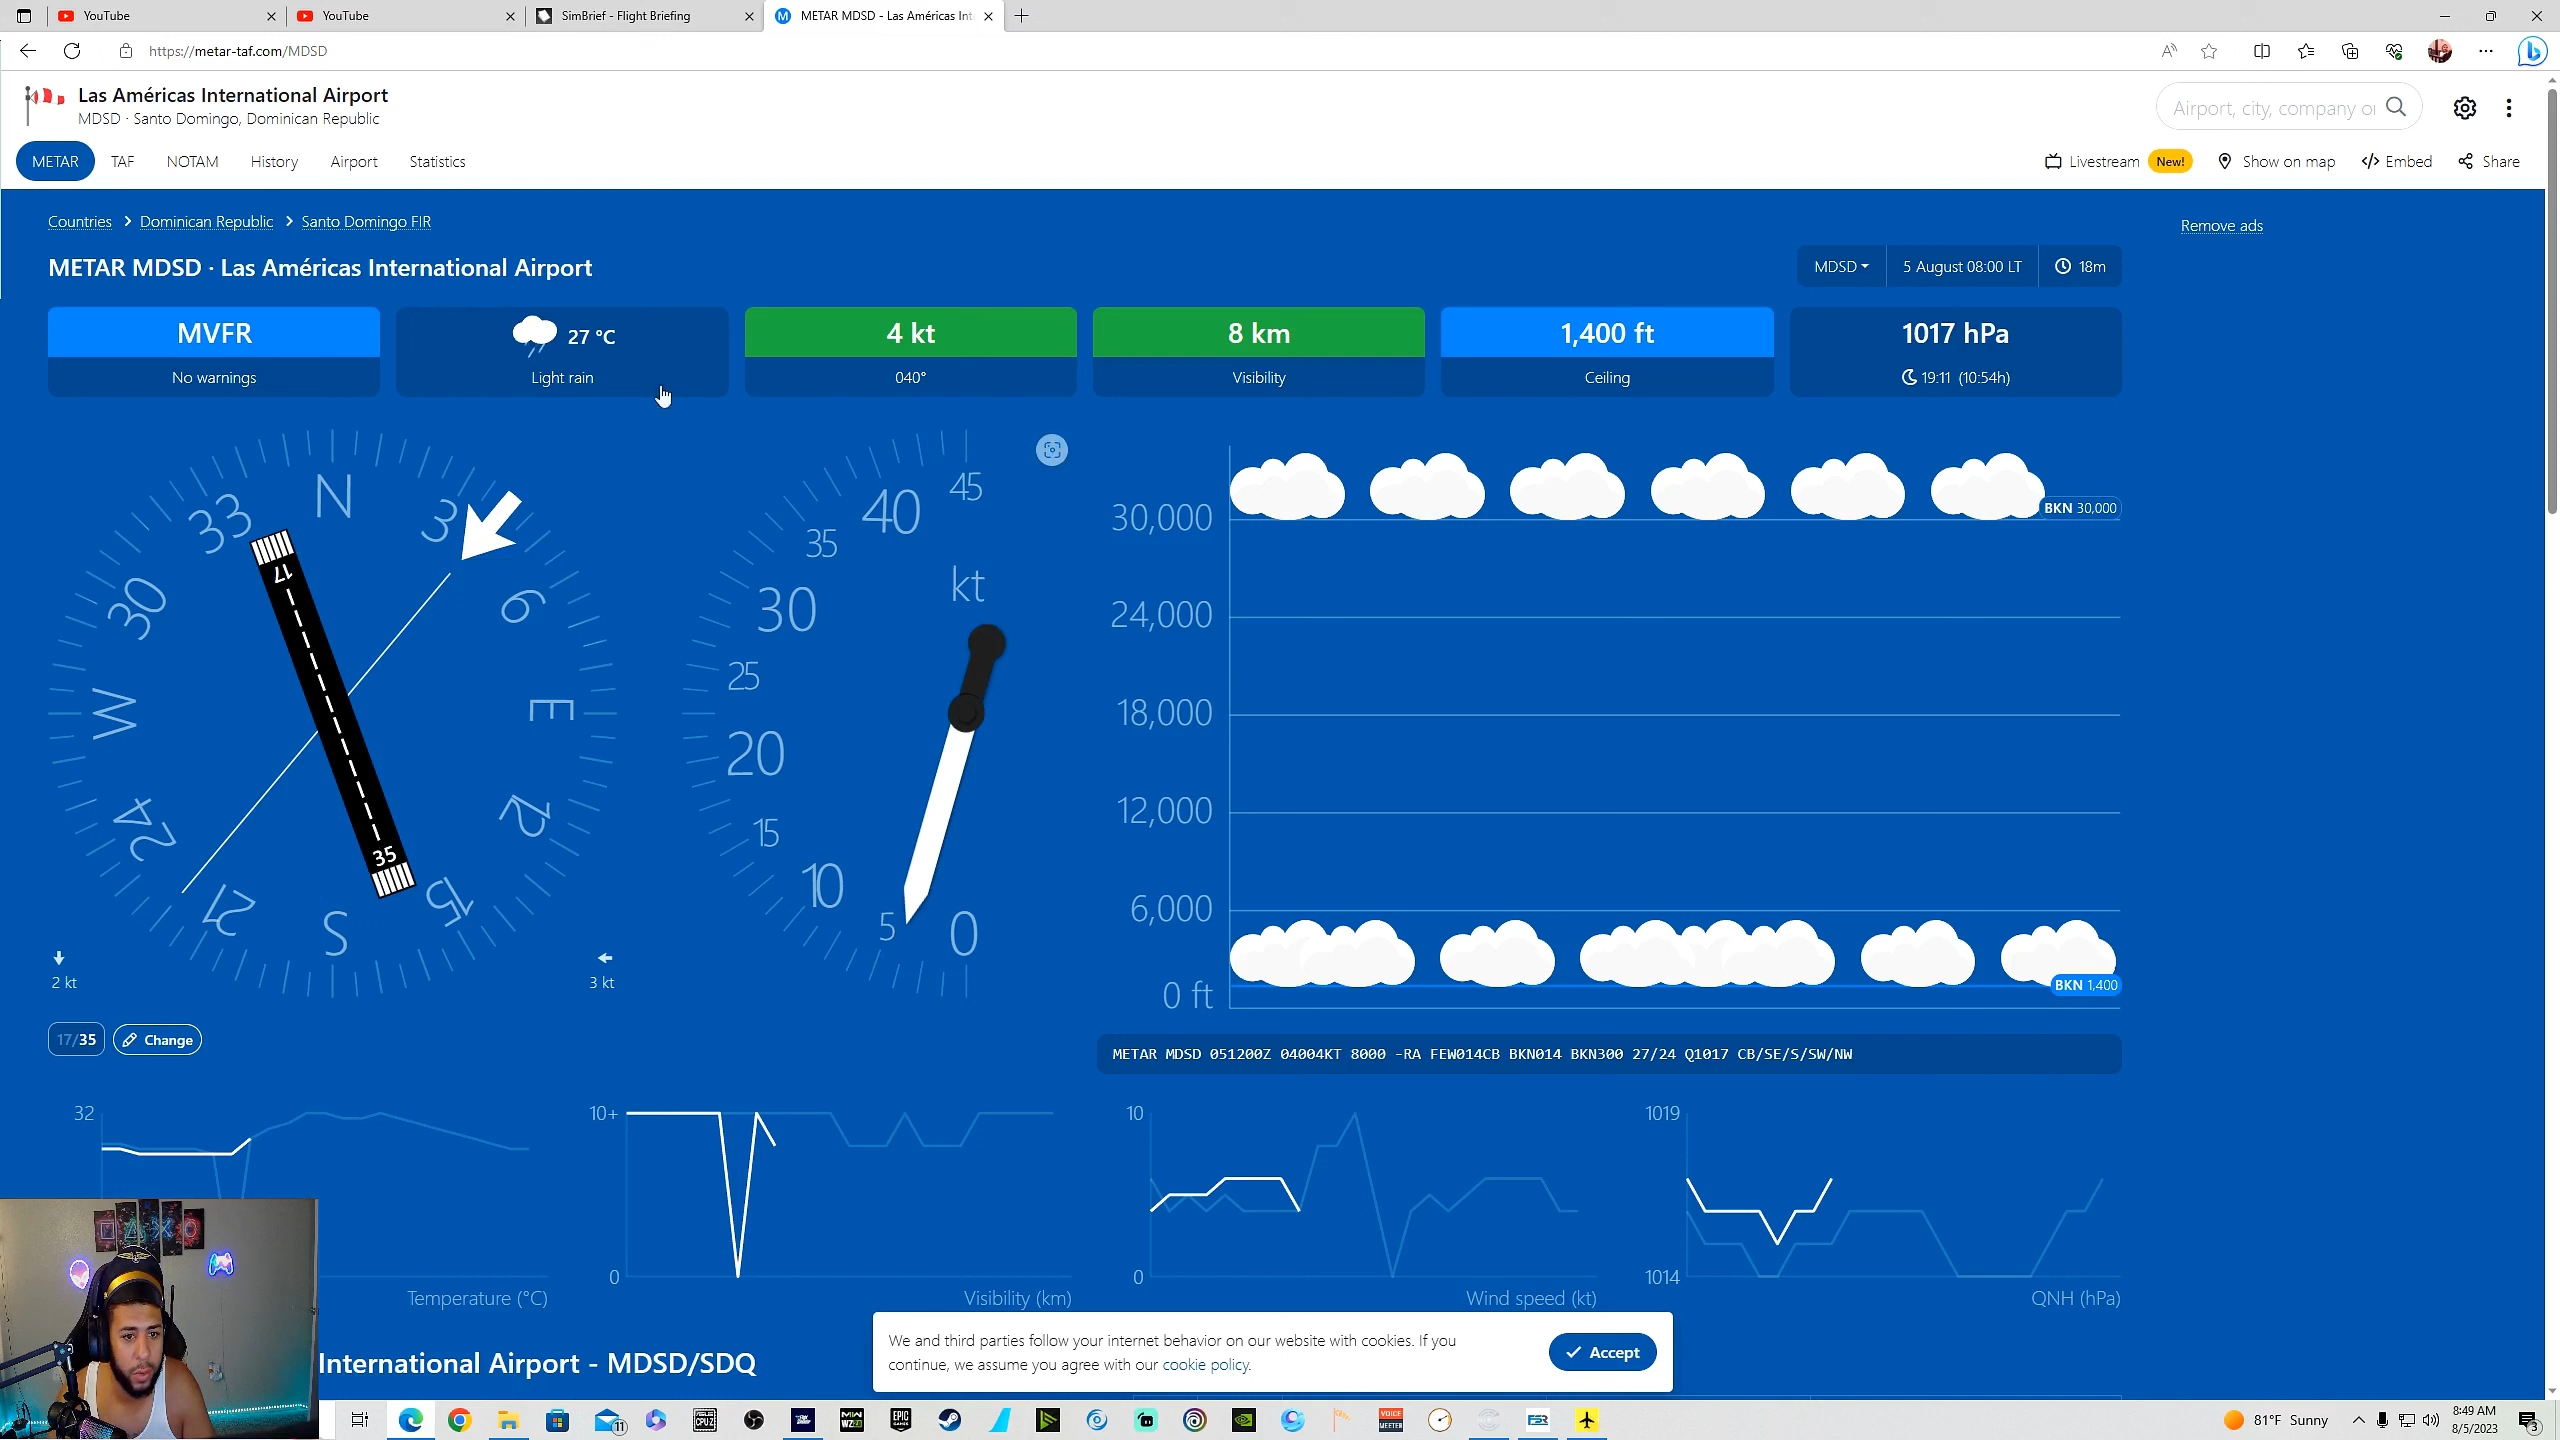 YouTube
YouTube
SimBrief - Flight Briefing
METAR MDSD - Las Américas Int
https://metar-taf.com/MDSD
Las Américas International Airport
MDSD · Santo Domingo, Dominican Republic
Airport, city, company or
METAR
TAF
NOTAM
History
Airport
Statistics
Livestream
New!
Show on map
</> Embed
Share
Countries
Dominican Republic
Santo Domingo FIR
Remove ads
METAR MDSD · Las Américas International Airport
MDSD
5 August 08:00 LT
18m
MVFR
No warnings
27 °C
Light rain
4 kt
040°
8 km
Visibility
1,400 ft
Ceiling
1017 hPa
19:11 (10:54h)
N
3
6
E
12
15
S
21
24
W
30
33
17
35
2 kt
3 kt
45
40
35
kt
30
25
20
15
10
5
0
30,000
BKN 30,000
24,000
18,000
12,000
6,000
0 ft
BKN 1,400
17/35
Change
METAR MDSD 051200Z 04004KT 8000 -RA FEW014CB BKN014 BKN300 27/24 Q1017 CB/SE/S/SW/NW
32
Temperature (°C)
10+
0
Visibility (km)
10
0
Wind speed (kt)
1019
1014
QNH (hPa)
International Airport - MDSD/SDQ
We and third parties follow your internet behavior on our website with cookies. If you
continue, we assume you agree with our cookie policy.
Accept
11
CPU-Z
MW
WZ2
EPIC
GAMES
VOICE
MEETER
FSR
81°F Sunny
8:49 AM
8/5/2023
3